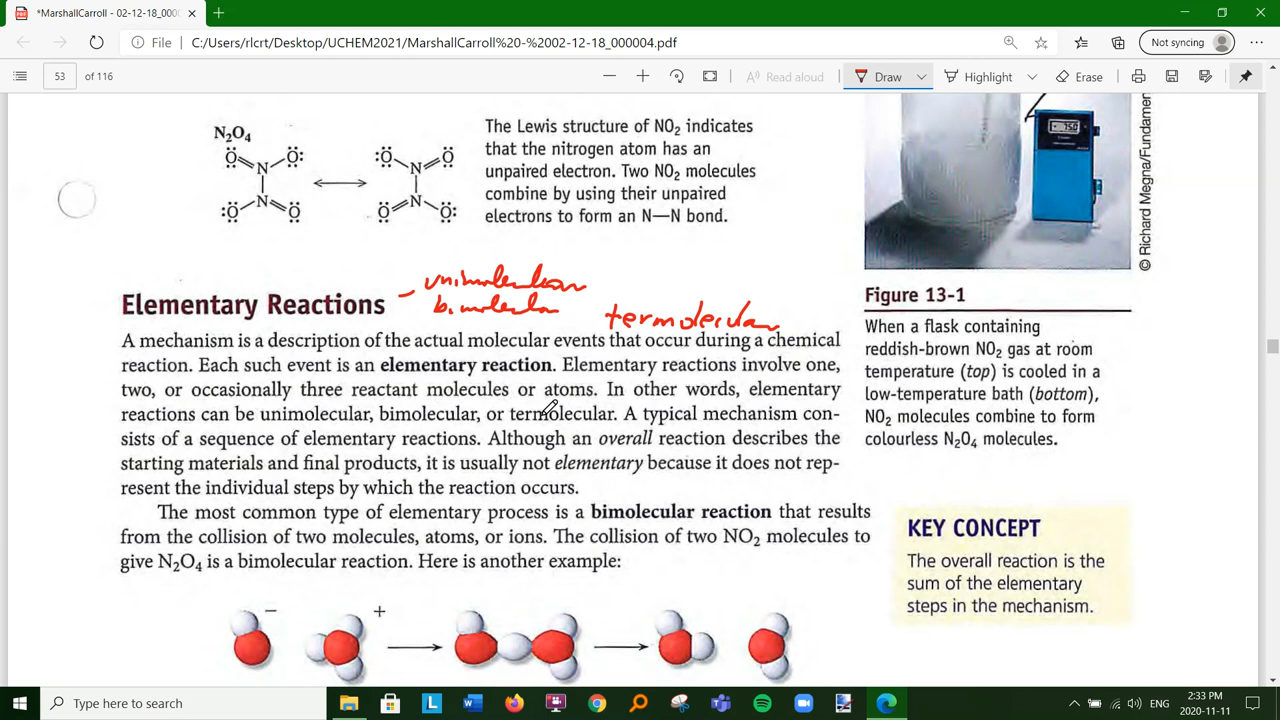 *MarshallCarroll - 02-12-18_0000
File C:/Users/rlcrt/Desktop/UCHEM2021/MarshallCarroll%20-%2002-12-18_000004.pdf
Not syncing
53 of 116
Read aloud
Draw
Highlight
Erase
N₂O₄
Ö N Ö:
:Ö N Ö
:Ö N Ö
Ö N Ö:
The Lewis structure of NO₂ indicates
that the nitrogen atom has an
unpaired electron. Two NO₂ molecules
combine by using their unpaired
electrons to form an N—N bond.
© Richard Megna/Fundamen
- unimolecular
bimolecular
termolecular
Elementary Reactions
A mechanism is a description of the actual molecular events that occur during a chemical
reaction. Each such event is an elementary reaction. Elementary reactions involve one,
two, or occasionally three reactant molecules or atoms. In other words, elementary
reactions can be unimolecular, bimolecular, or termolecular. A typical mechanism con-
sists of a sequence of elementary reactions. Although an overall reaction describes the
starting materials and final products, it is usually not elementary because it does not rep-
resent the individual steps by which the reaction occurs.
The most common type of elementary process is a bimolecular reaction that results
from the collision of two molecules, atoms, or ions. The collision of two NO₂ molecules to
give N₂O₄ is a bimolecular reaction. Here is another example:
− +
Figure 13-1
When a flask containing
reddish-brown NO₂ gas at room
temperature (top) is cooled in a
low-temperature bath (bottom),
NO₂ molecules combine to form
colourless N₂O₄ molecules.
KEY CONCEPT
The overall reaction is the
sum of the elementary
steps in the mechanism.
Type here to search
ENG
2:33 PM
2020-11-11